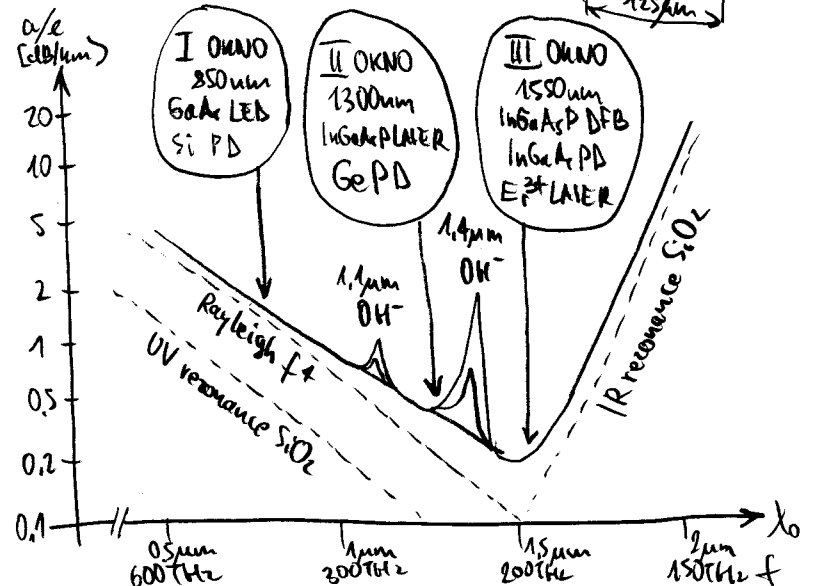 a/e
[dB/km]
125µm
I OKNO
850nm
GaAs LED
Si PD
II OKNO
1300nm
InGaAsP LASER
Ge PD
III OKNO
1550nm
InGaAsP DFB
InGaAs PD
Er³⁺ LASER
20
10
5
2
1
0,5
0,2
0,1
1,1µm
OH⁻
1,4µm
OH⁻
Rayleigh f⁴
UV rezonance SiO₂
IR rezonance SiO₂
0,5µm
600THz
1µm
300THz
1,5µm
200THz
2µm
150THz
λ₀
f